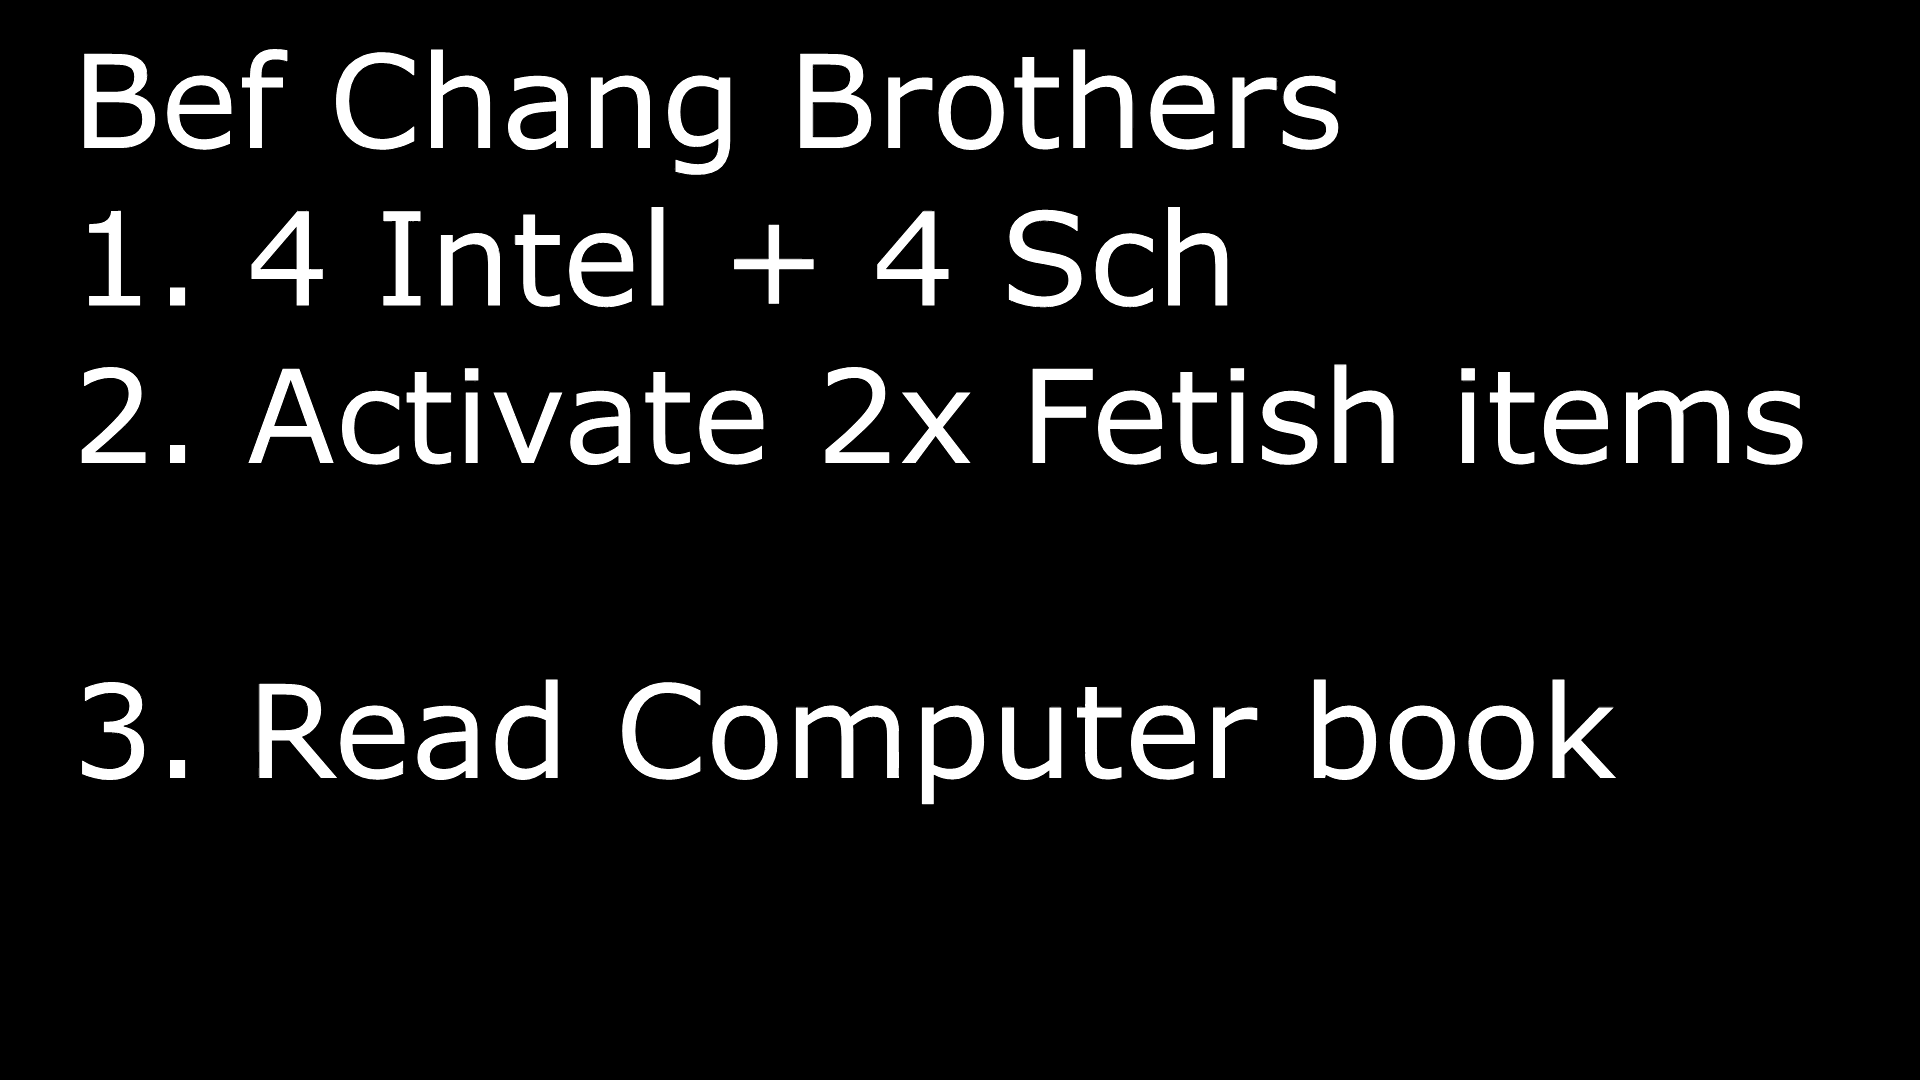 Bef Chang Brothers
1. 4 Intel + 4 Sch
2. Activate 2x Fetish items
3. Read Computer book